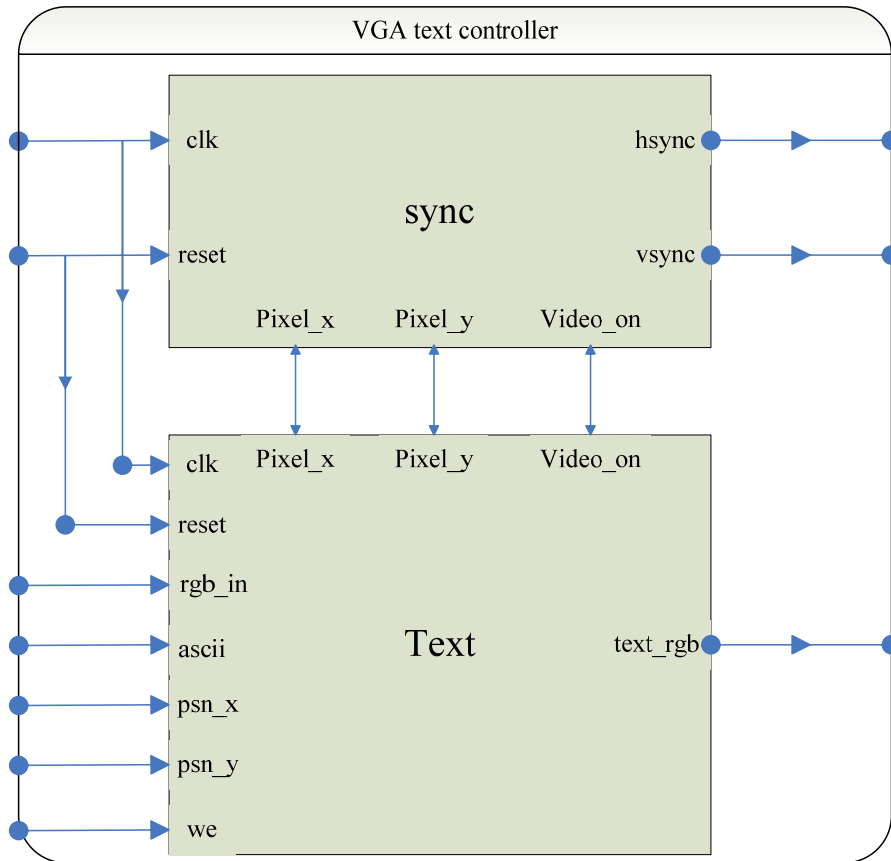 VGA text controller
clk
hsync
sync
reset
vsync
Pixel_x
Pixel_y
Video_on
clk
Pixel_x
Pixel_y
Video_on
reset
rgb_in
ascii
Text
text_rgb
psn_x
psn_y
we